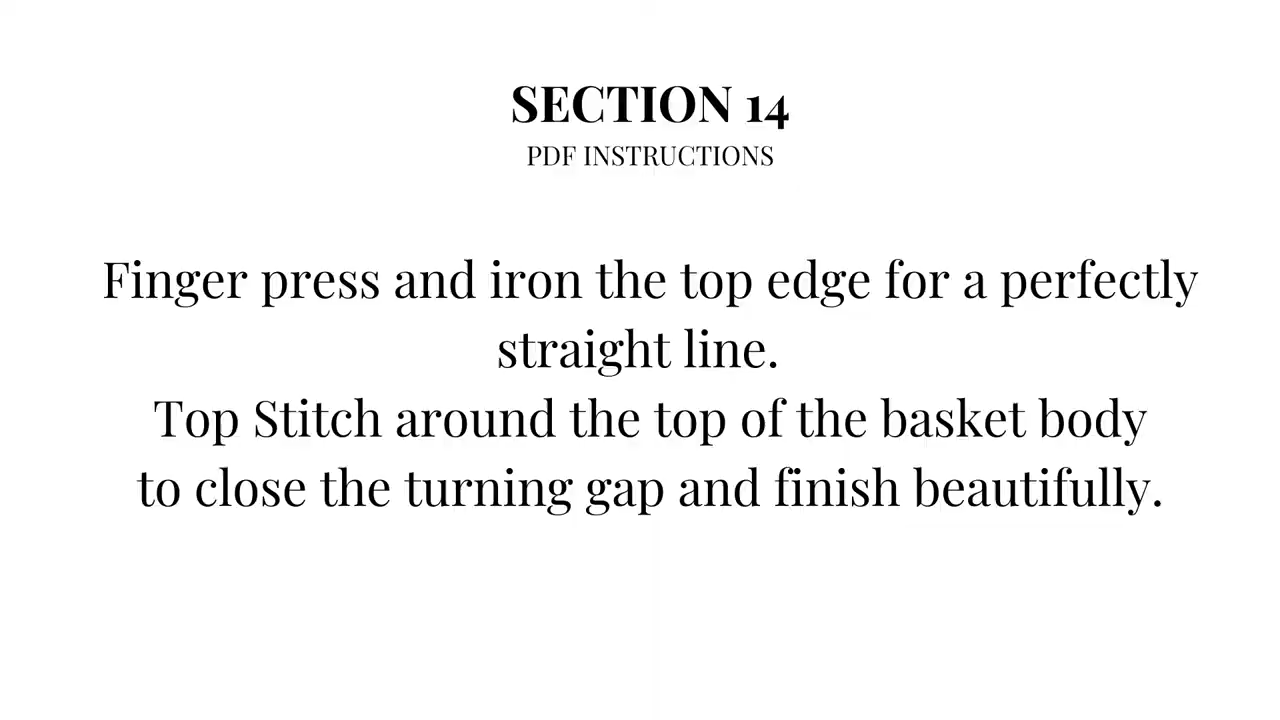 SECTION 14
PDF INSTRUCTIONS
Finger press and iron the top edge for a perfectly
straight line.
Top Stitch around the top of the basket body
to close the turning gap and finish beautifully.